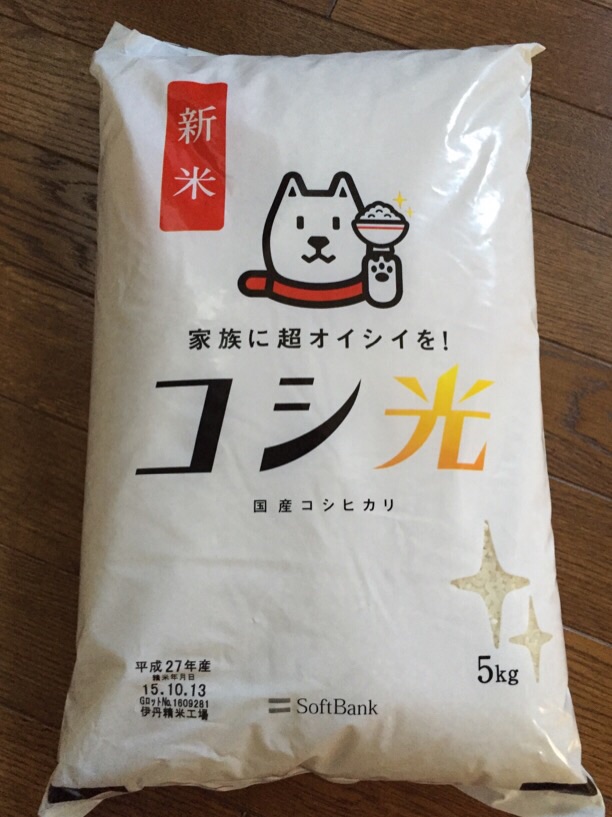 新米
家族に超オイシイを!
コシ光
国産コシヒカリ
5kg
平成27年産
精米年月日
15.10.13
GロットNo.1609281
伊丹精米工場
SoftBank